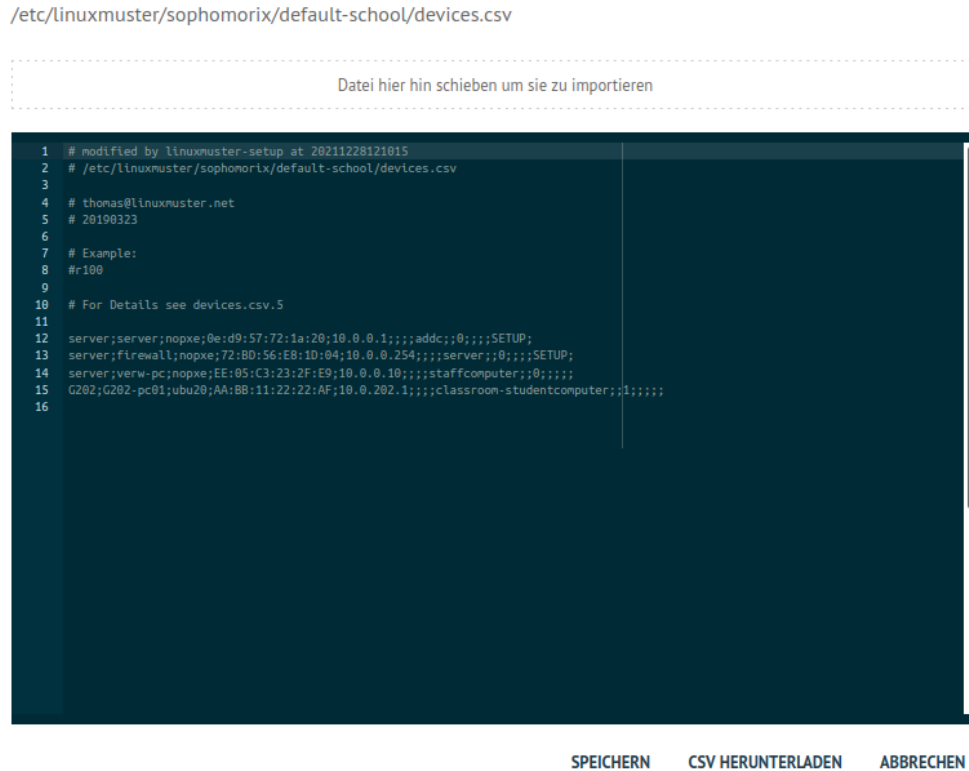 /etc/linuxmuster/sophomorix/default-school/devices.csv
Datei hier hin schieben um sie zu importieren
1 # modified by linuxmuster-setup at 20211228121015
2 # /etc/linuxmuster/sophomorix/default-school/devices.csv
3
4 # thomas@linuxmuster.net
5 # 20190323
6
7 # Example:
8 #r100
9
10 # For Details see devices.csv.5
11
12 server;server;nopxe;0e:d9:57:72:1a:20;10.0.0.1;;;;addc;;0;;;;SETUP;
13 server;firewall;nopxe;72:BD:56:E8:1D:04;10.0.0.254;;;;server;;0;;;;SETUP;
14 server;verw-pc;nopxe;EE:05:C3:23:2F:E9;10.0.0.10;;;;staffcomputer;;0;;;;;
15 G202;G202-pc01;ubu20;AA:BB:11:22:22:AF;10.0.202.1;;;;classroom-studentcomputer;;1;;;;;
16
SPEICHERN CSV HERUNTERLADEN ABBRECHEN